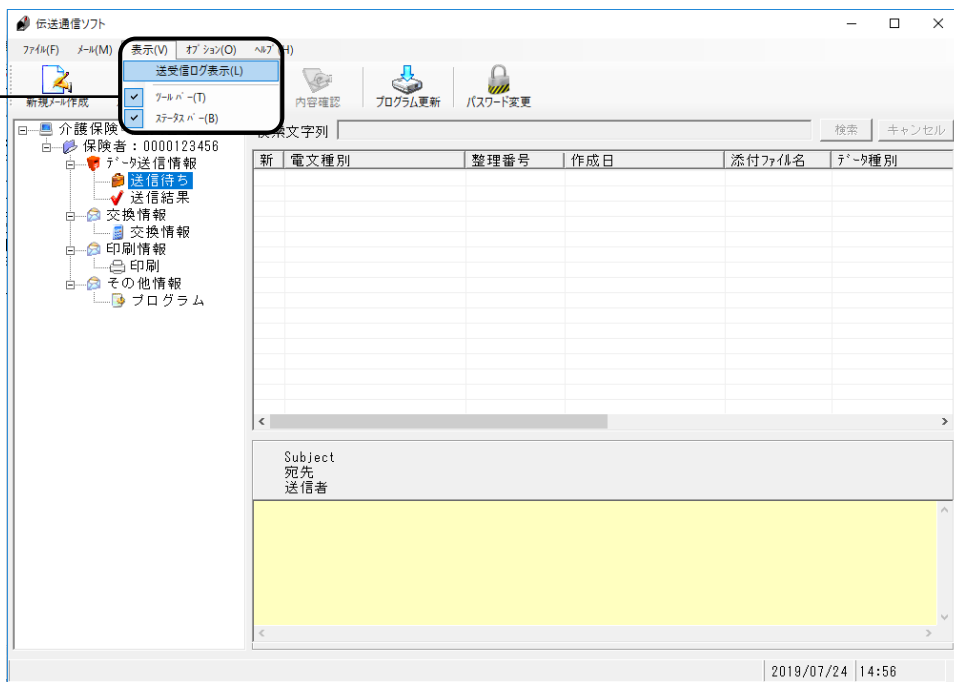 伝送通信ソフト
ファイル(F) メール(M) 表示(V) オプション(O) ヘルプ(H)
送受信ログ表示(L)
ツールバー(T)
ステータスバー(B)
新規メール作成 内容確認 プログラム更新 パスワード変更
介護保険
保険者:0000123456
データ送信情報
送信待ち
送信結果
交換情報
交換情報
印刷情報
印刷
その他情報
プログラム
文字列 検索 キャンセル
新 電文種別 整理番号 作成日 添付ファイル名 データ種別
Subject
宛先
送信者
2019/07/24 14:56